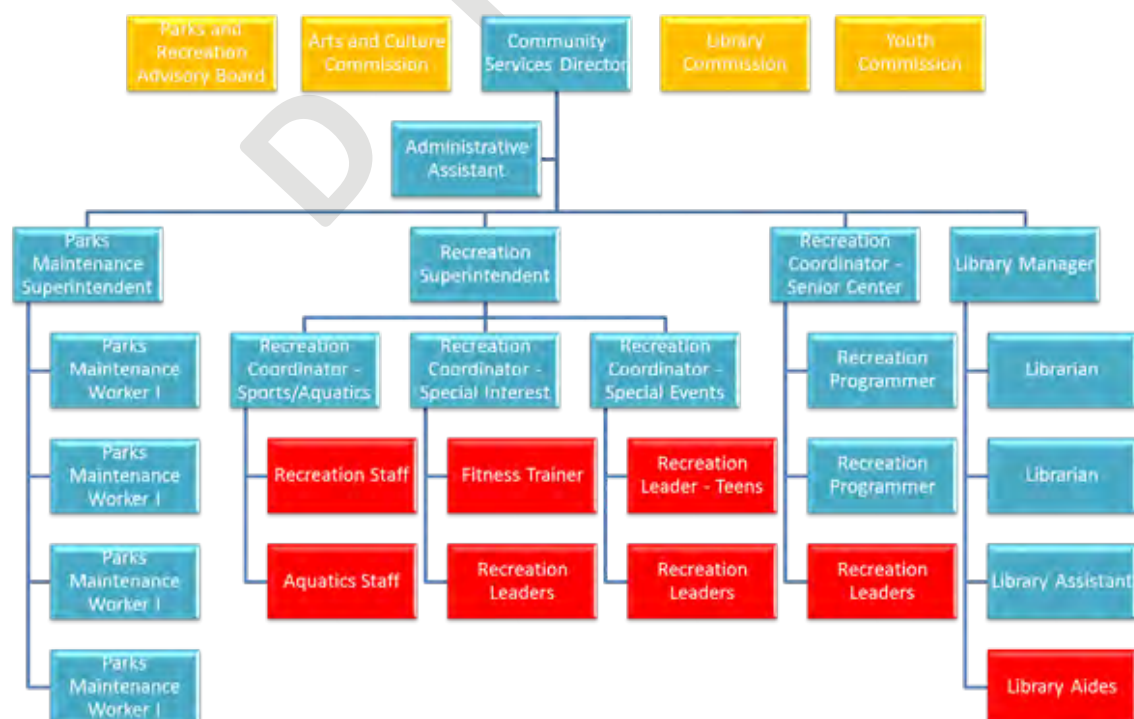 Parks and
Recreation
Advisory Board
Arts and Culture
Commission
Community
Services Director
Library
Commission
Youth
Commission
Administrative
Assistant
Parks
Maintenance
Superintendent
Recreation
Superintendent
Recreation
Coordinator -
Senior Center
Library Manager
Parks
Maintenance
Worker I
Recreation
Coordinator -
Sports/Aquatics
Recreation
Coordinator -
Special Interest
Recreation
Coordinator -
Special Events
Recreation
Programmer
Librarian
Parks
Maintenance
Worker I
Recreation Staff
Fitness Trainer
Recreation
Leader - Teens
Recreation
Programmer
Librarian
Parks
Maintenance
Worker I
Aquatics Staff
Recreation
Leaders
Recreation
Leaders
Recreation
Leaders
Library Assistant
Parks
Maintenance
Worker I
Library Aides
D